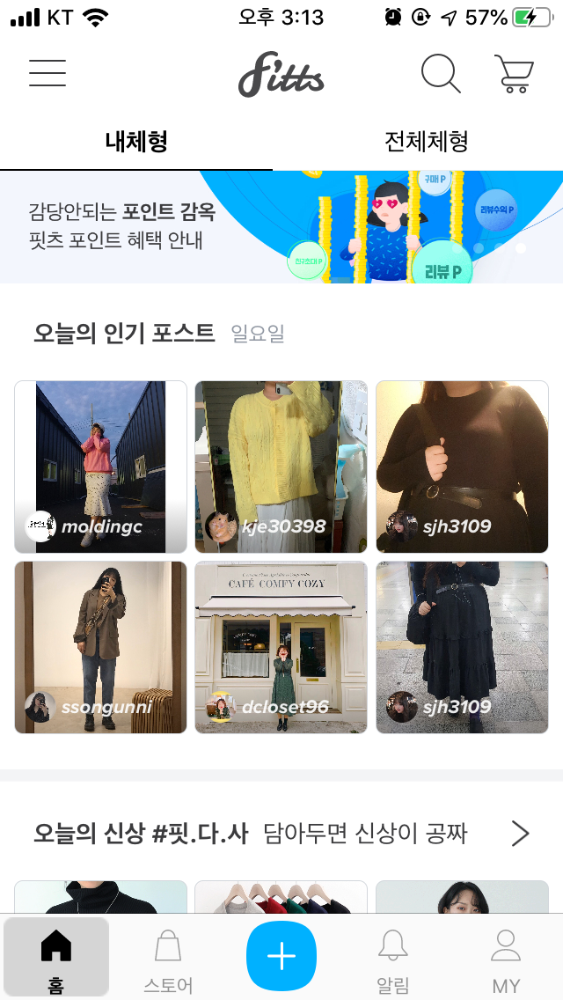 KT 오후 3:13 57%
Fitts
내체형 전체체형
감당안되는 포인트 감옥
핏츠 포인트 혜택 안내
구매 P
리뷰수익 P
친구초대 P
리뷰 P
오늘의 인기 포스트 일요일
moldingc
kje30398
sjh3109
CAFÉ COMFY COZY
ssongunni
dcloset96
sjh3109
오늘의 신상 #핏.다.사 담아두면 신상이 공짜
홈 스토어 알림 MY